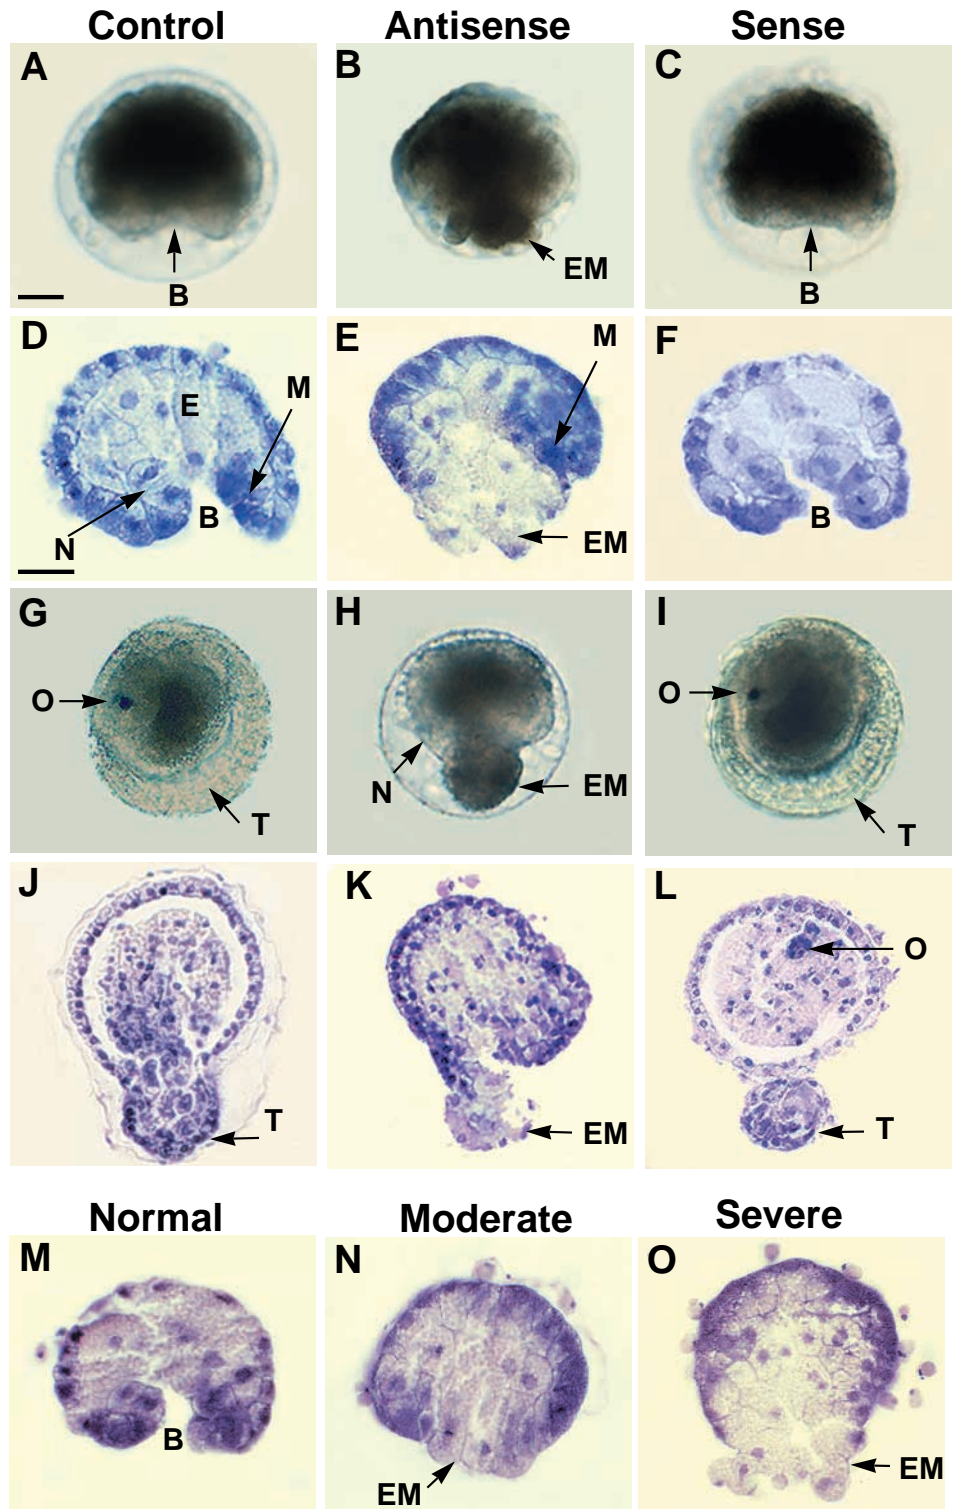 Control Antisense Sense
A B C
B EM B
D E F
E M M
N B EM B
G H I
O T N EM O T
J K L
T EM O T
Normal Moderate Severe
M N O
B EM EM